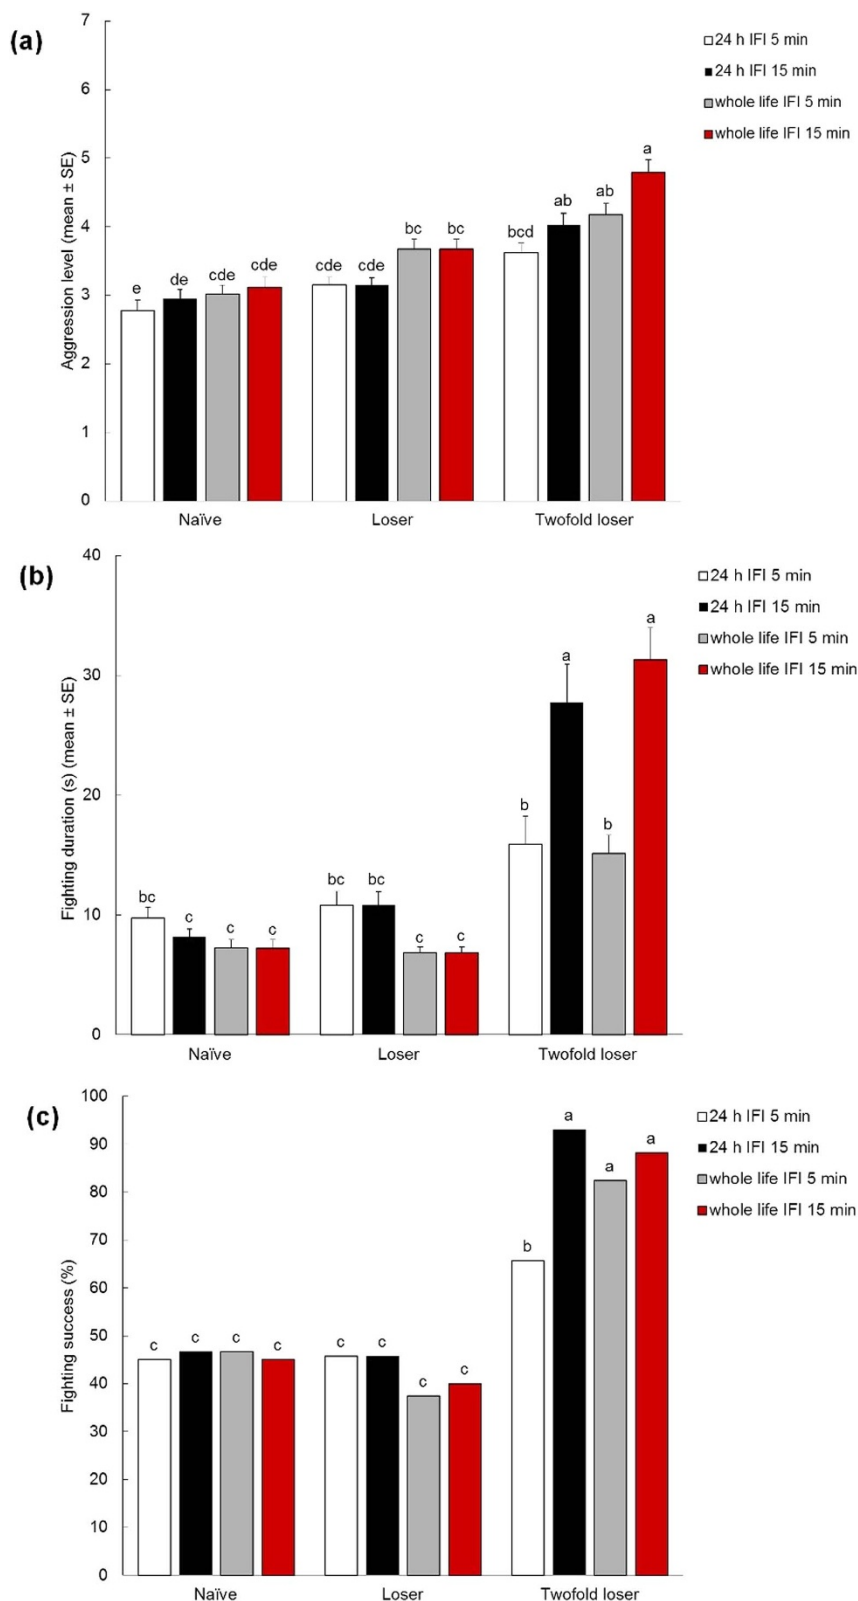 (a)
Aggression level (mean ± SE)
7
6
5
4
3
2
1
0
24 h IFI 5 min
24 h IFI 15 min
whole life IFI 5 min
whole life IFI 15 min
e
de
cde
cde
cde
cde
bc
bc
bcd
ab
ab
a
Naïve
Loser
Twofold loser
(b)
Fighting duration (s) (mean ± SE)
40
30
20
10
0
24 h IFI 5 min
24 h IFI 15 min
whole life IFI 5 min
whole life IFI 15 min
bc
c
c
c
bc
bc
c
c
b
a
b
a
Naïve
Loser
Twofold loser
(c)
Fighting success (%)
100
90
80
70
60
50
40
30
20
10
0
24 h IFI 5 min
24 h IFI 15 min
whole life IFI 5 min
whole life IFI 15 min
c
c
c
c
c
c
c
c
b
a
a
a
Naïve
Loser
Twofold loser